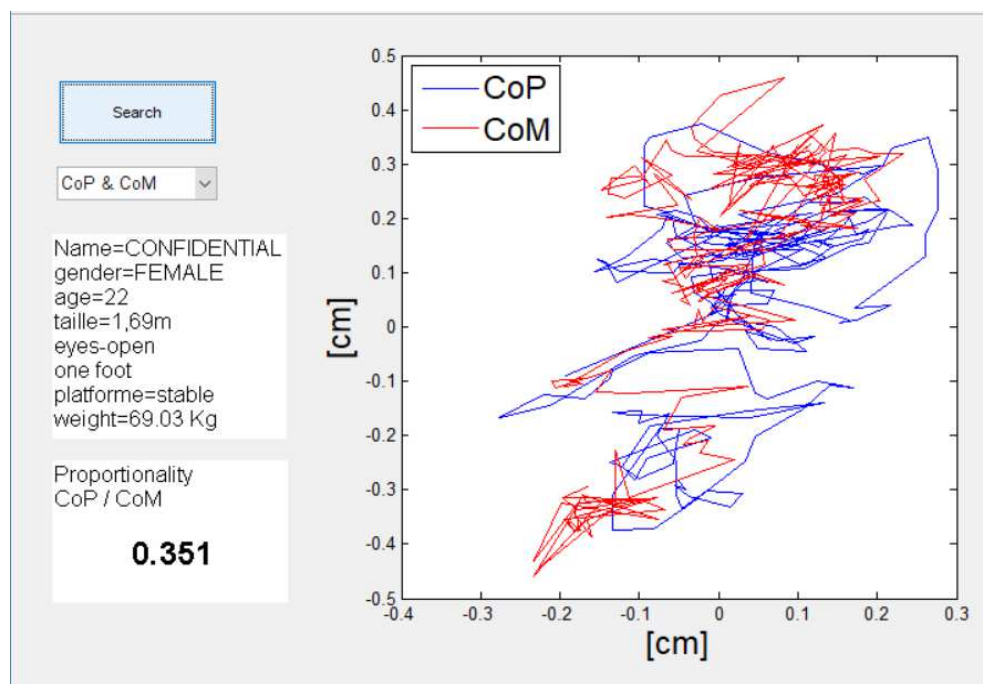 Search
CoP & CoM
Name=CONFIDENTIAL
gender=FEMALE
age=22
taille=1,69m
eyes-open
one foot
platforme=stable
weight=69.03 Kg
Proportionality
CoP / CoM
0.351
CoP
CoM
[cm]
0.5
0.4
0.3
0.2
0.1
0
-0.1
-0.2
-0.3
-0.4
-0.5
-0.4 -0.3 -0.2 -0.1 0 0.1 0.2 0.3
[cm]